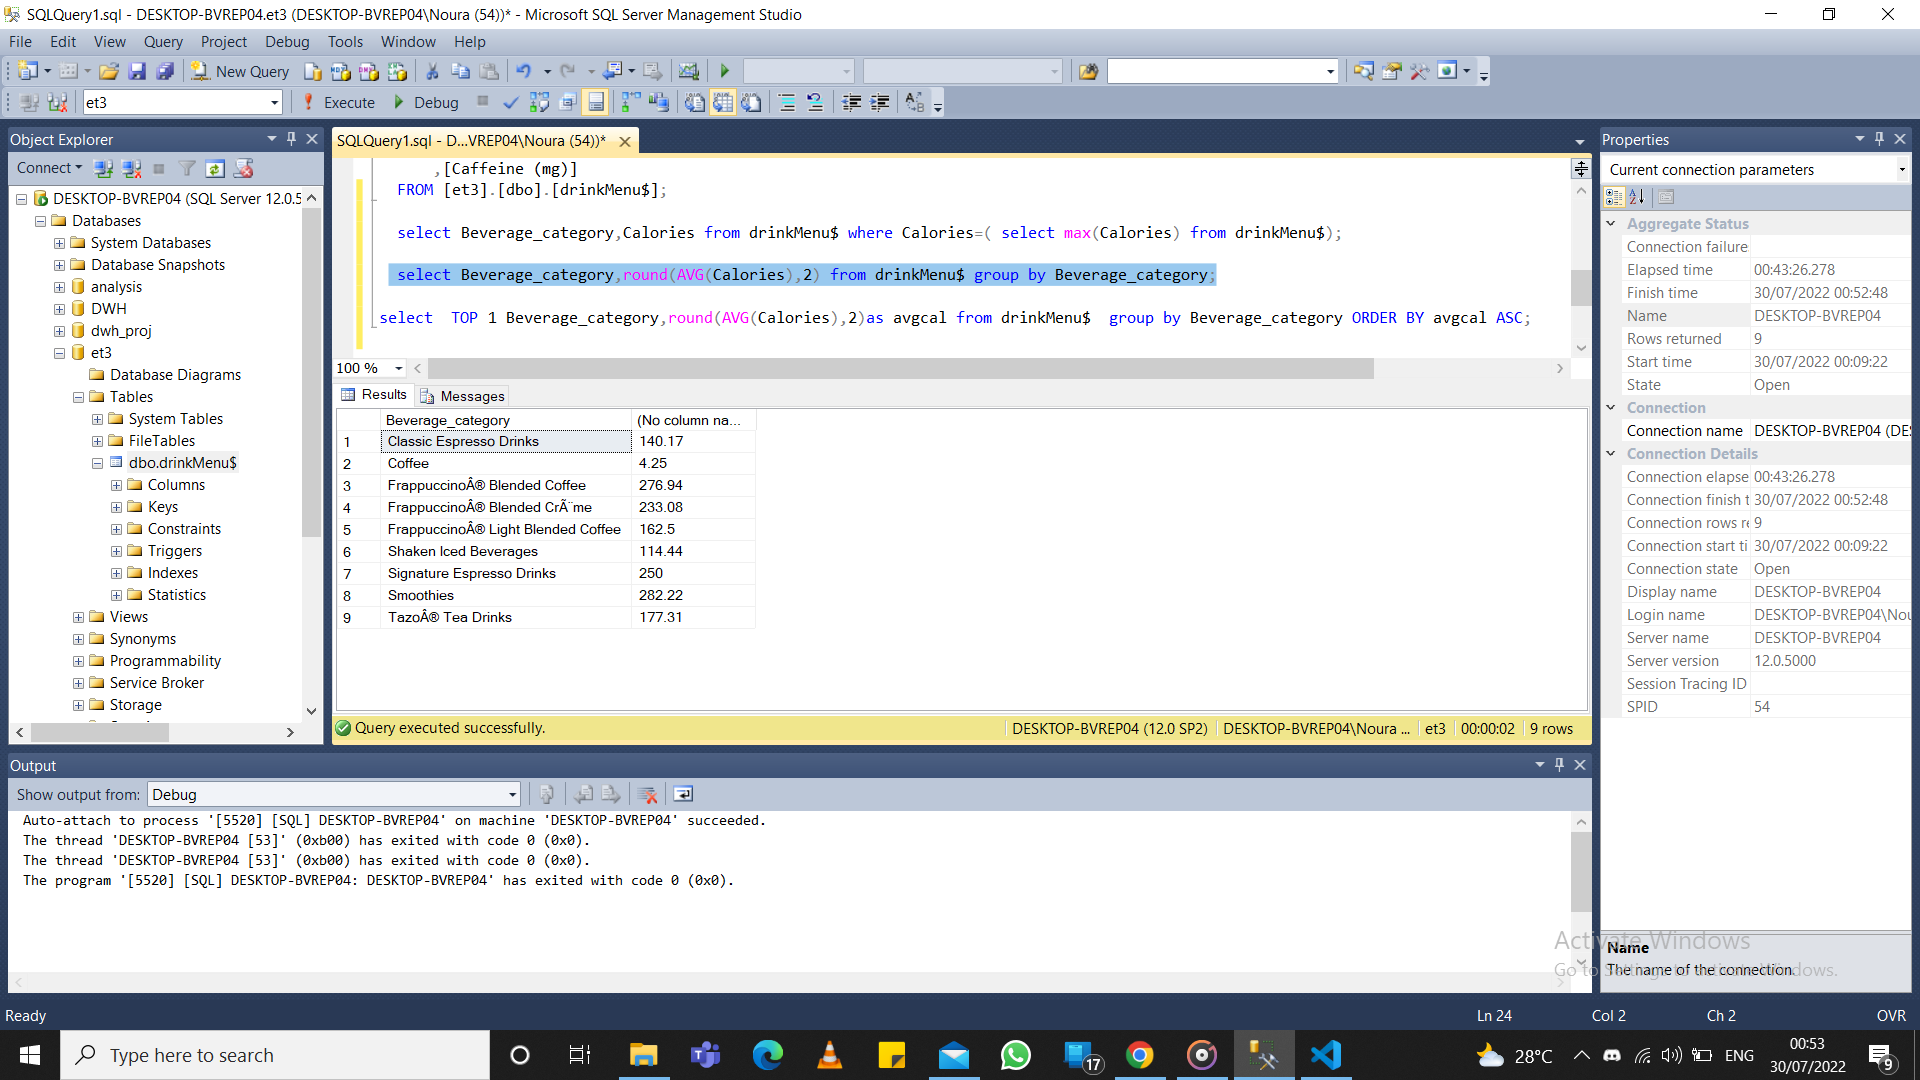 SQLQuery1.sql - DESKTOP-BVREP04.et3 (DESKTOP-BVREP04\Noura (54))* - Microsoft SQL Server Management Studio
File Edit View Query Project Debug Tools Window Help
New Query
et3 Execute Debug
Object Explorer
Connect
DESKTOP-BVREP04 (SQL Server 12.0.5
Databases
System Databases
Database Snapshots
analysis
DWH
dwh_proj
et3
Database Diagrams
Tables
System Tables
FileTables
dbo.drinkMenu$
Columns
Keys
Constraints
Triggers
Indexes
Statistics
Views
Synonyms
Programmability
Service Broker
Storage
SQLQuery1.sql - D...VREP04\Noura (54))*
,[Caffeine (mg)]
FROM [et3].[dbo].[drinkMenu$];
select Beverage_category,Calories from drinkMenu$ where Calories=( select max(Calories) from drinkMenu$);
select Beverage_category,round(AVG(Calories),2) from drinkMenu$ group by Beverage_category;
select TOP 1 Beverage_category,round(AVG(Calories),2)as avgcal from drinkMenu$ group by Beverage_category ORDER BY avgcal ASC;
100 %
Results Messages
Beverage_category (No column na...
1 Classic Espresso Drinks 140.17
2 Coffee 4.25
3 FrappuccinoÂ® Blended Coffee 276.94
4 FrappuccinoÂ® Blended CrÃ¨me 233.08
5 FrappuccinoÂ® Light Blended Coffee 162.5
6 Shaken Iced Beverages 114.44
7 Signature Espresso Drinks 250
8 Smoothies 282.22
9 TazoÂ® Tea Drinks 177.31
Query executed successfully. DESKTOP-BVREP04 (12.0 SP2) DESKTOP-BVREP04\Noura ... et3 00:00:02 9 rows
Properties
Current connection parameters
Aggregate Status
Connection failure
Elapsed time 00:43:26.278
Finish time 30/07/2022 00:52:48
Name DESKTOP-BVREP04
Rows returned 9
Start time 30/07/2022 00:09:22
State Open
Connection
Connection name DESKTOP-BVREP04 (DE
Connection Details
Connection elapse 00:43:26.278
Connection finish t 30/07/2022 00:52:48
Connection rows re 9
Connection start ti 30/07/2022 00:09:22
Connection state Open
Display name DESKTOP-BVREP04
Login name DESKTOP-BVREP04\Nou
Server name DESKTOP-BVREP04
Server version 12.0.5000
Session Tracing ID
SPID 54
Name
The name of the connection.
Activate Windows
Go to Settings to activate Windows.
Output
Show output from: Debug
Auto-attach to process '[5520] [SQL] DESKTOP-BVREP04' on machine 'DESKTOP-BVREP04' succeeded.
The thread 'DESKTOP-BVREP04 [53]' (0xb00) has exited with code 0 (0x0).
The thread 'DESKTOP-BVREP04 [53]' (0xb00) has exited with code 0 (0x0).
The program '[5520] [SQL] DESKTOP-BVREP04: DESKTOP-BVREP04' has exited with code 0 (0x0).
Ready Ln 24 Col 2 Ch 2 OVR
Type here to search 17 28°C ENG 00:53
30/07/2022 9